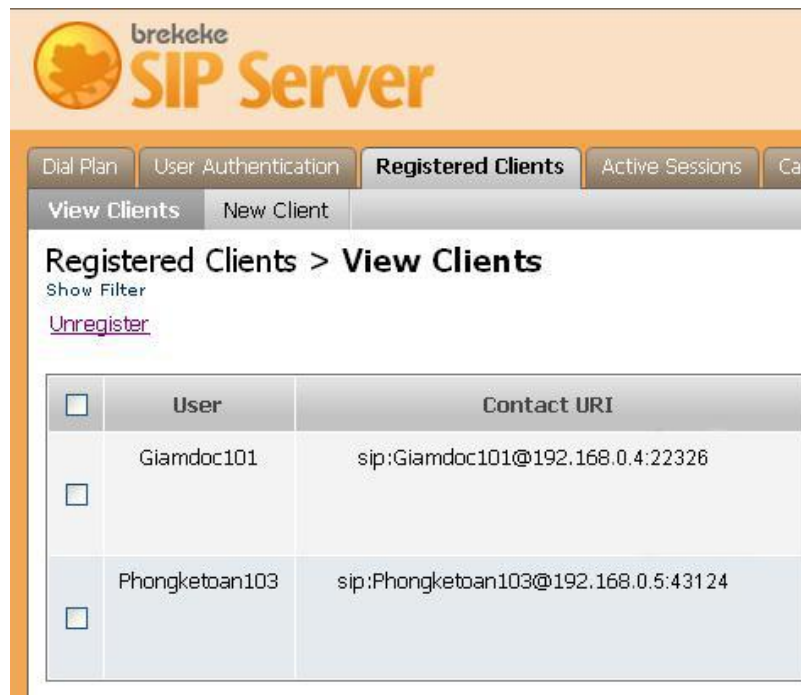 brekeke
SIP Server
Dial Plan User Authentication Registered Clients Active Sessions Ca
View Clients New Client
Registered Clients > View Clients
Show Filter
Unregister
User Contact URI
Giamdoc101 sip:Giamdoc101@192.168.0.4:22326
Phongketoan103 sip:Phongketoan103@192.168.0.5:43124